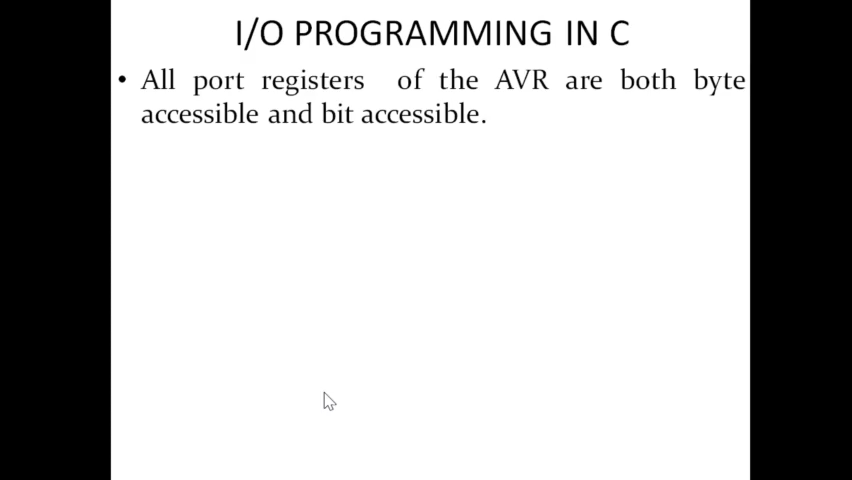 I/O PROGRAMMING IN C
• All port registers of the AVR are both byte
accessible and bit accessible.